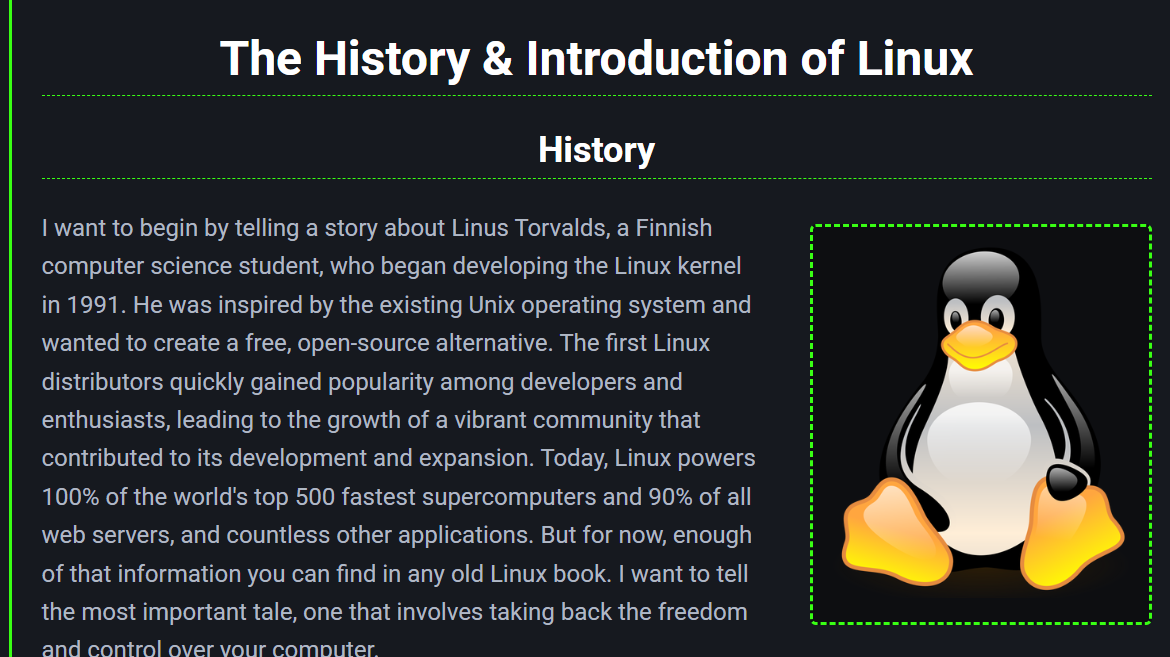 The History & Introduction of Linux
History
I want to begin by telling a story about Linus Torvalds, a Finnish
computer science student, who began developing the Linux kernel
in 1991. He was inspired by the existing Unix operating system and
wanted to create a free, open-source alternative. The first Linux
distributors quickly gained popularity among developers and
enthusiasts, leading to the growth of a vibrant community that
contributed to its development and expansion. Today, Linux powers
100% of the world's top 500 fastest supercomputers and 90% of all
web servers, and countless other applications. But for now, enough
of that information you can find in any old Linux book. I want to tell
the most important tale, one that involves taking back the freedom
and control over your computer.